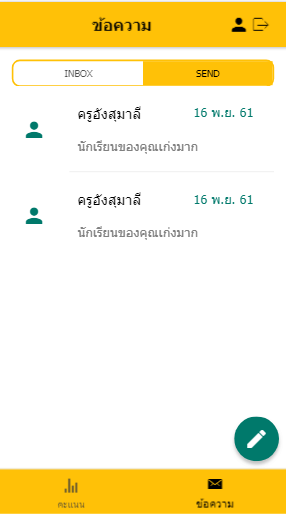 ข้อความ
INBOX SEND
ครูอังสุมาลี 16 พ.ย. 61
นักเรียนของคุณเก่งมาก
ครูอังสุมาลี 16 พ.ย. 61
นักเรียนของคุณเก่งมาก
คะแนน ข้อความ